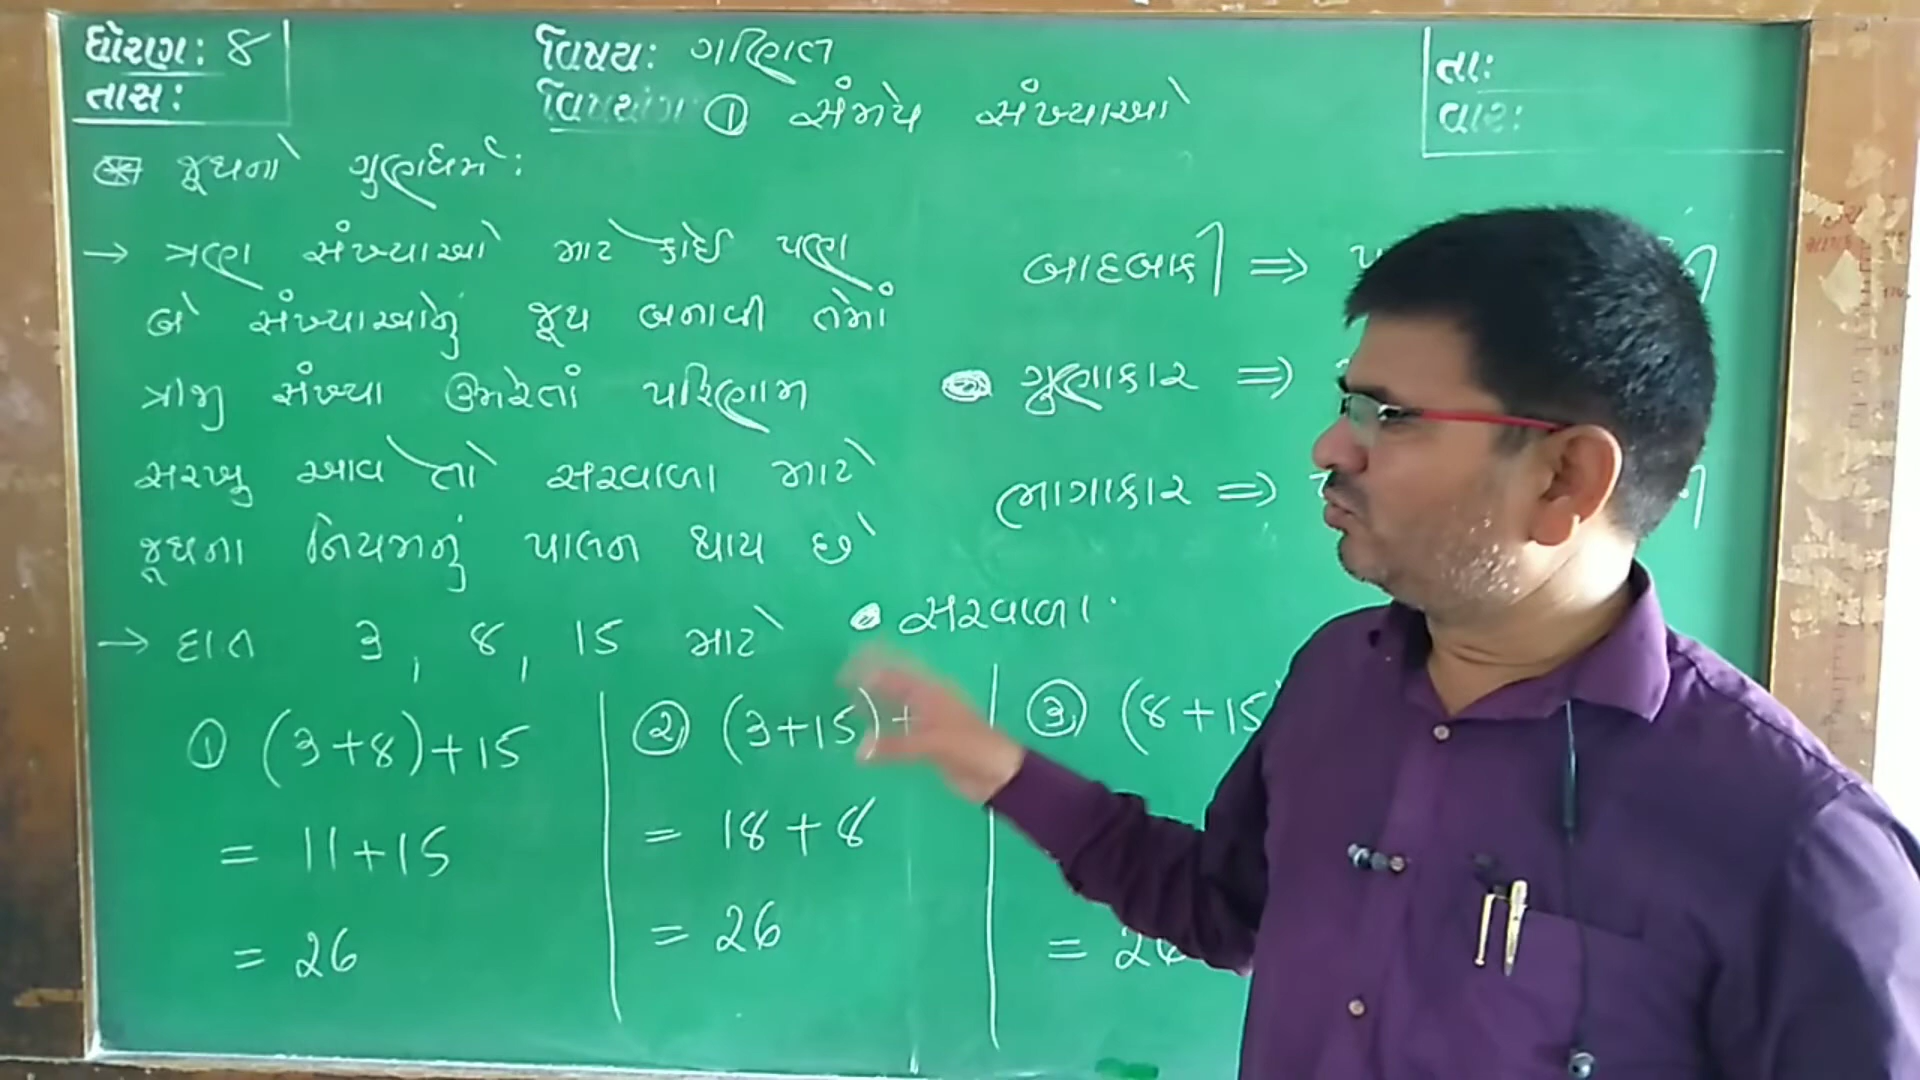 ધોરણ: 8
તાસ:
વિષય: ગણિત
વિષયાંગ: ① સંમેય સંખ્યાઓ
તા:
વાર:
જૂથનો ગુણધર્મ:
→ ત્રણ સંખ્યાઓ માટે કોઈ પણ
બે સંખ્યાઓનું જૂથ બનાવી તેમાં
ત્રીજી સંખ્યા ઉમેરતાં પરિણામ
સરખુ આવે તો સરવાળા માટે
જૂથના નિયમનું પાલન થાય છે
બાદબાકી ⇒
ગુણાકાર ⇒
ભાગાકાર ⇒
→ દાત 3, 8, 15 માટે
સરવાળા
① (3+8)+15
= 11+15
= 26
② (3+15)+
= 18+8
= 26
③ (8+15
= 26